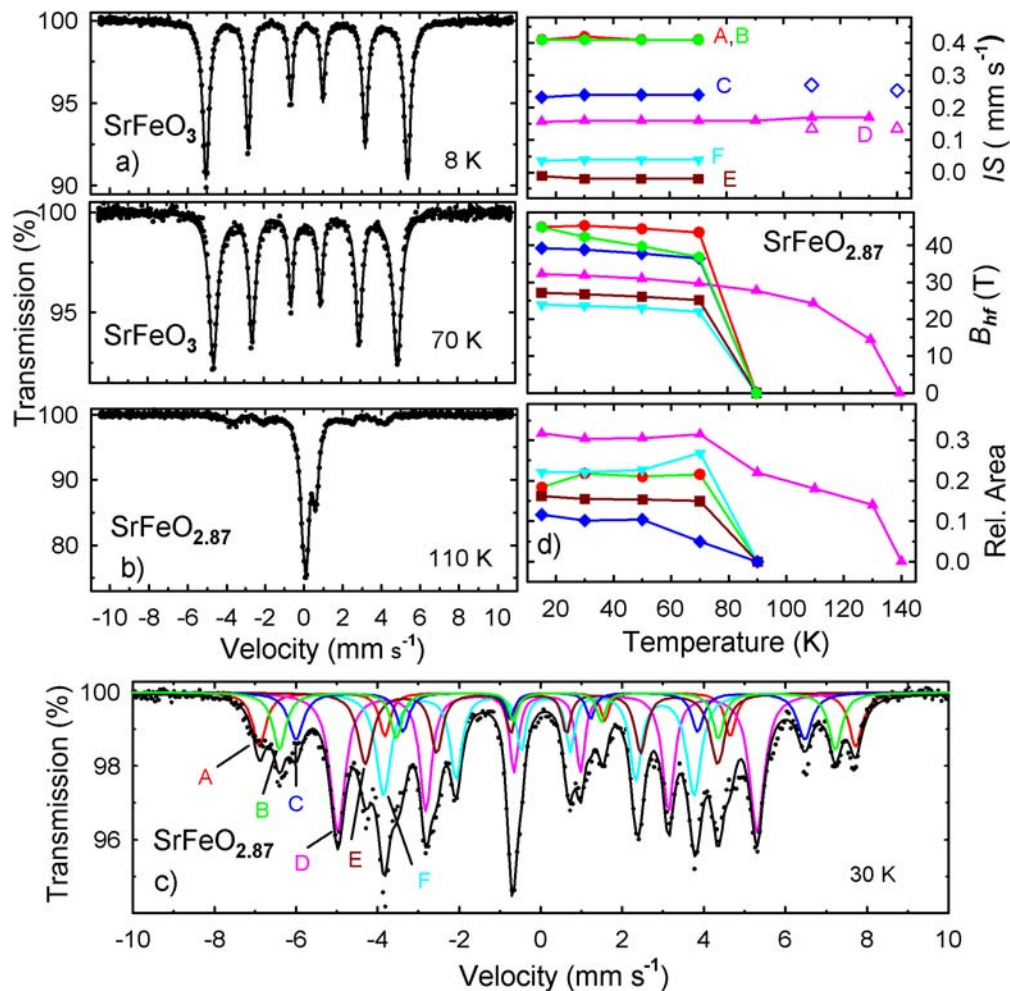 100
95
90
SrFeO3
a)
8 K
100
95
SrFeO3
70 K
100
90
80
SrFeO2.87
b)
110 K
Transmission (%)
-10 -8 -6 -4 -2 0 2 4 6 8 10
Velocity (mm s-1)
A,B
C
D
F
E
0.4
0.3
0.2
0.1
0.0
IS ( mm s-1)
SrFeO2.87
40
30
20
10
0
Bhf (T)
d)
0.3
0.2
0.1
0.0
Rel. Area
20 40 60 80 100 120 140
Temperature (K)
100
98
96
Transmission (%)
A
B
C
D
E
F
SrFeO2.87
c)
30 K
-10 -8 -6 -4 -2 0 2 4 6 8 10
Velocity (mm s-1)